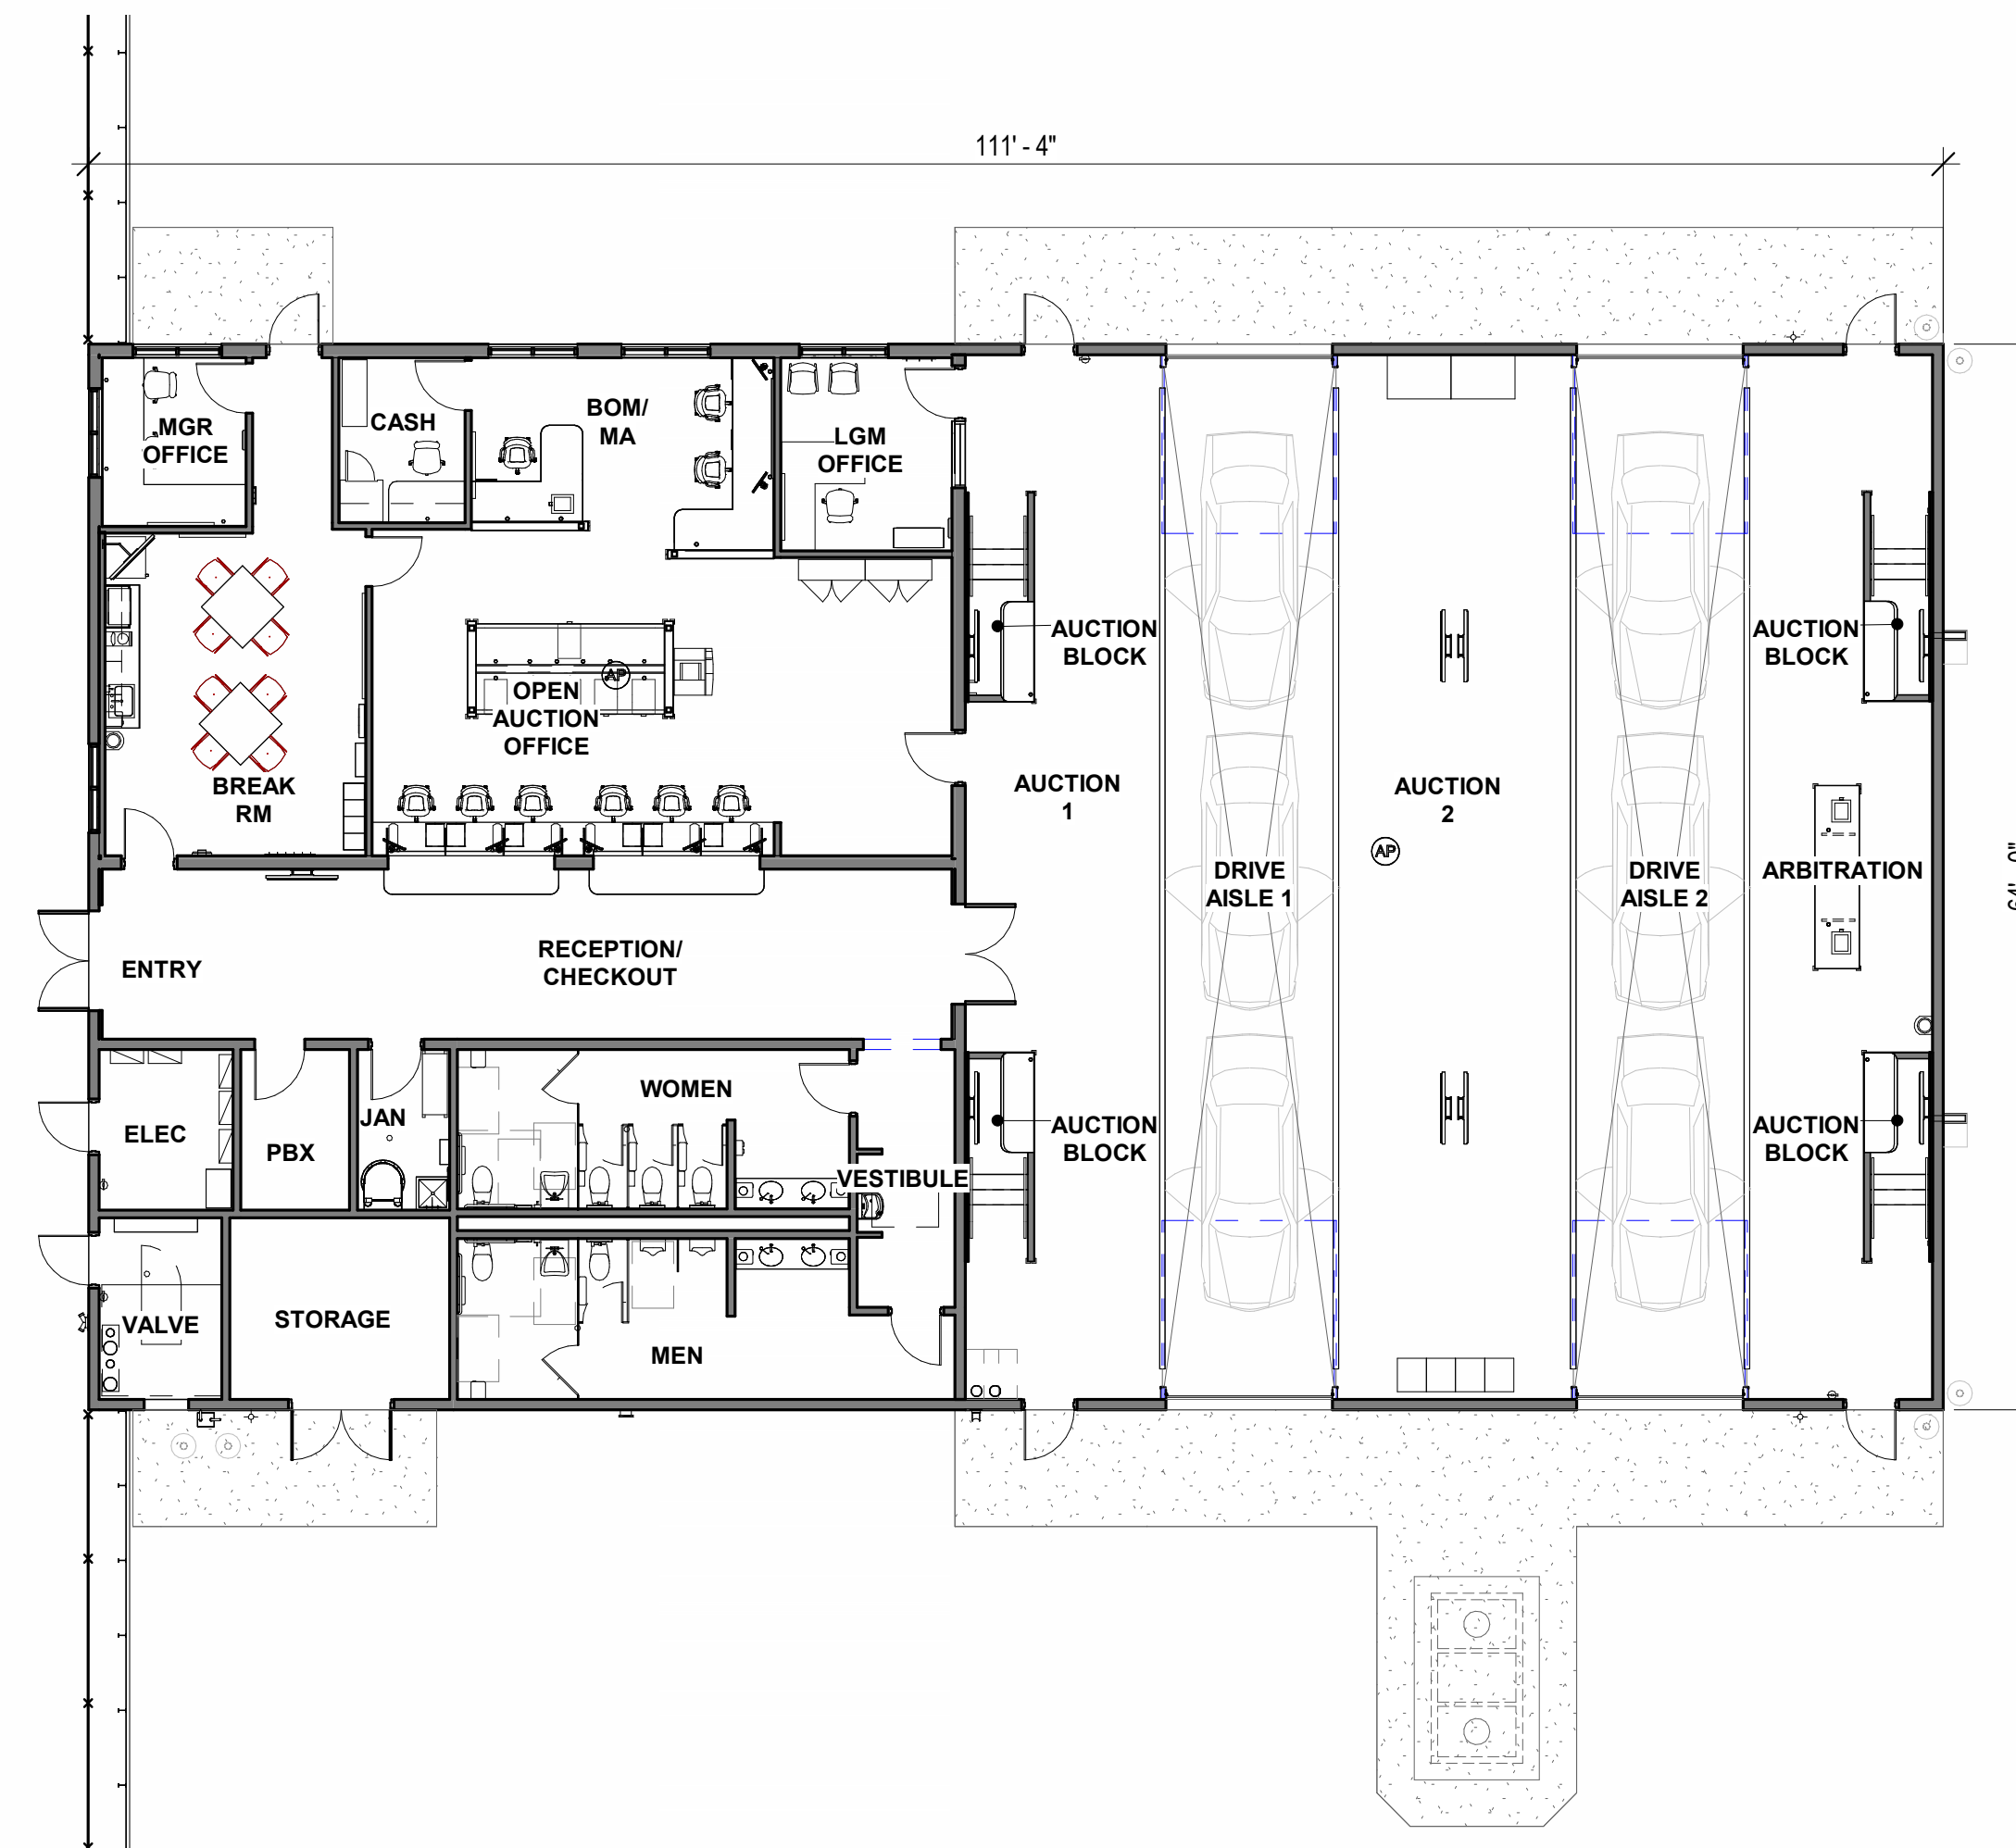 111' - 4"
MGR
OFFICE
CASH
BOM/
MA
LGM
OFFICE
AUCTION
BLOCK
AUCTION
BLOCK
AP
OPEN
AUCTION
OFFICE
BREAK
RM
AUCTION
1
AUCTION
2
AP
DRIVE
AISLE 1
DRIVE
AISLE 2
ARBITRATION
64' - 0"
ENTRY
RECEPTION/
CHECKOUT
WOMEN
JAN
ELEC
PBX
AUCTION
BLOCK
AUCTION
BLOCK
VESTIBULE
VALVE
STORAGE
MEN